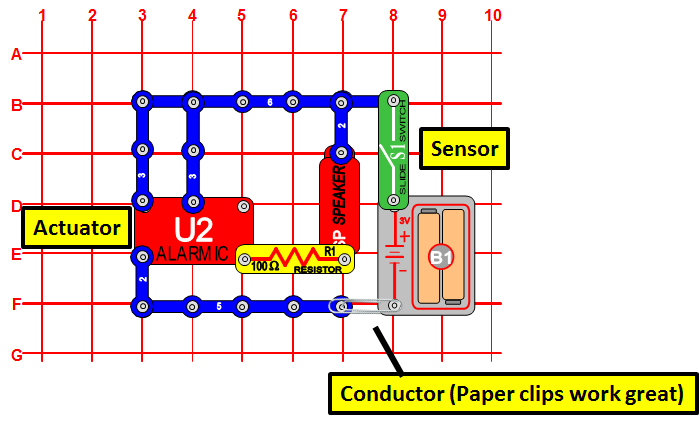 1 2 3 4 5 6 7 8 9 10
A
B
6
SLIDE S1 SWITCH
2
C
Sensor
3
3
D
SP SPEAKER
3V
+
Actuator
U2
ALARM IC
E
R1
100Ω
RESISTOR
B1
−
2
F
5
G
Conductor (Paper clips work great)